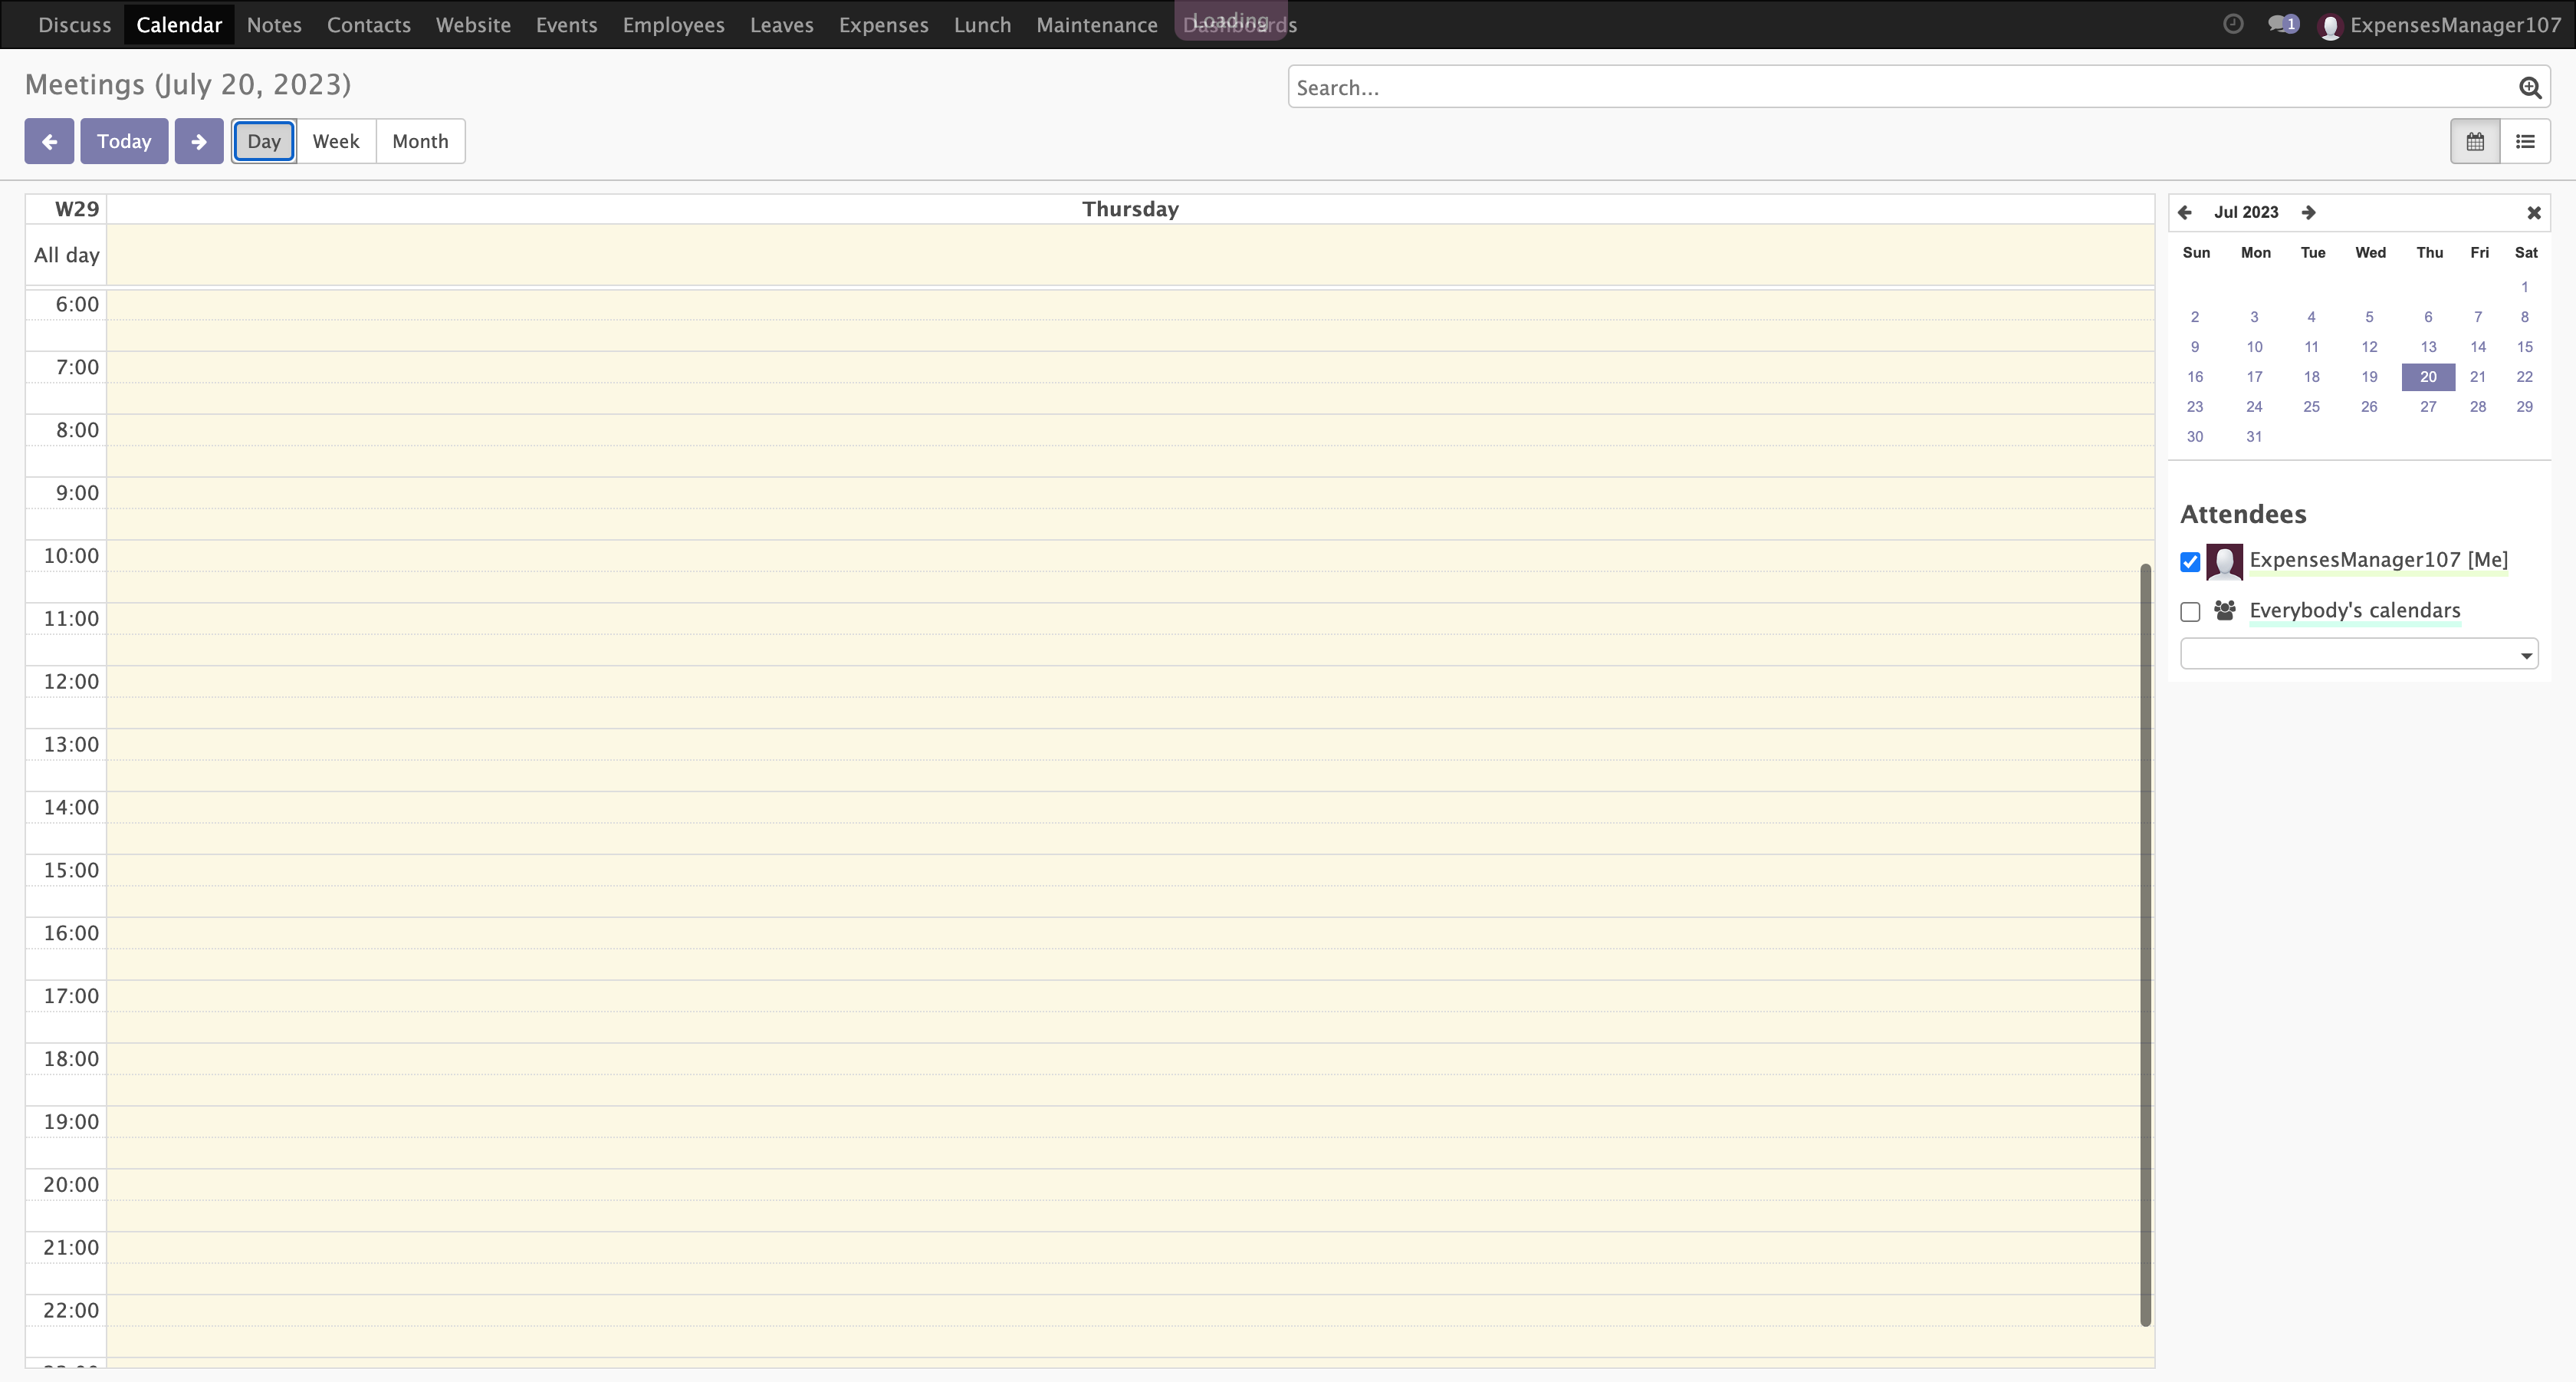 Discuss Calendar Notes Contacts Website Events Employees Leaves Expenses Lunch Maintenance Dashboards Loading 1 ExpensesManager107
Meetings (July 20, 2023)
Search...
Today Day Week Month
W29 Thursday
All day
6:00
7:00
8:00
9:00
10:00
11:00
12:00
13:00
14:00
15:00
16:00
17:00
18:00
19:00
20:00
21:00
22:00
Jul 2023
Sun Mon Tue Wed Thu Fri Sat
1
2 3 4 5 6 7 8
9 10 11 12 13 14 15
16 17 18 19 20 21 22
23 24 25 26 27 28 29
30 31
Attendees
ExpensesManager107 [Me]
Everybody's calendars